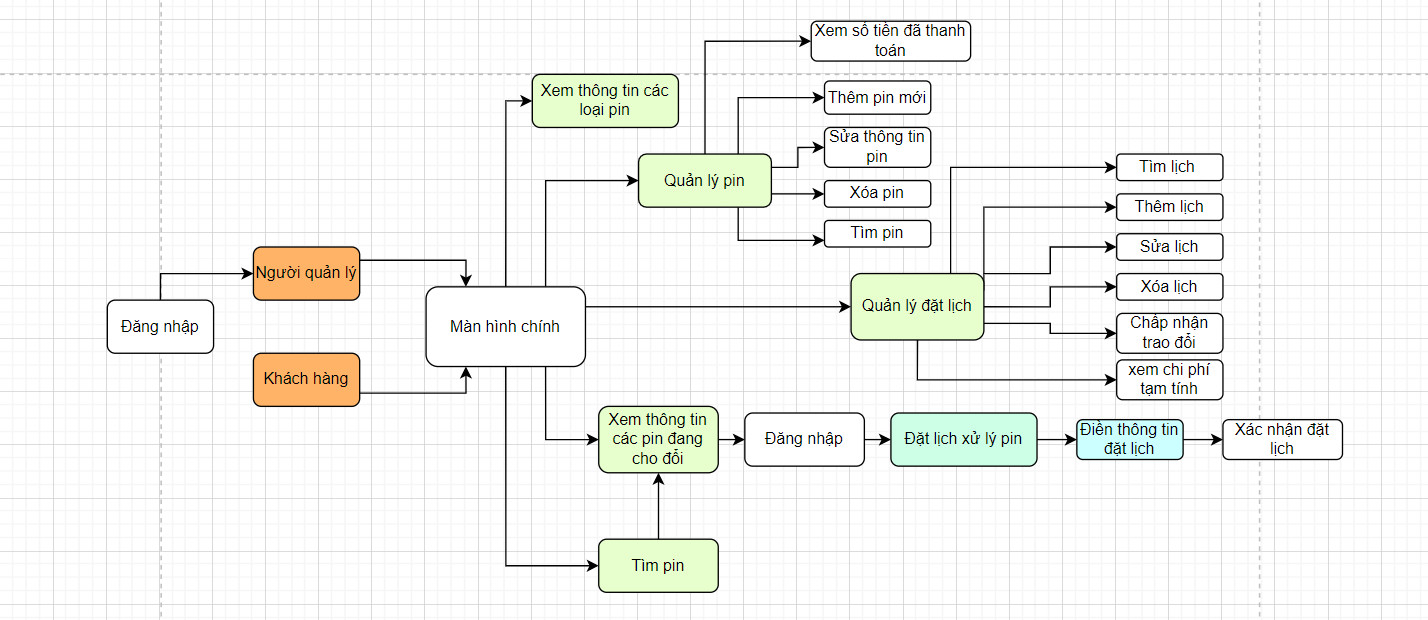 Xem số tiền đã thanh
toán
Xem thông tin các
loại pin
Thêm pin mới
Sửa thông tin
pin
Quản lý pin
Xóa pin
Tìm pin
Tìm lịch
Thêm lịch
Sửa lịch
Xóa lịch
Chấp nhận
trao đổi
xem chi phí
tạm tính
Quản lý đặt lịch
Người quản lý
Đăng nhập
Màn hình chính
Khách hàng
Xem thông tin
các pin đang
cho đổi
Đăng nhập
Đặt lịch xử lý pin
Điền thông tin
đặt lịch
Xác nhận đặt
lịch
Tìm pin